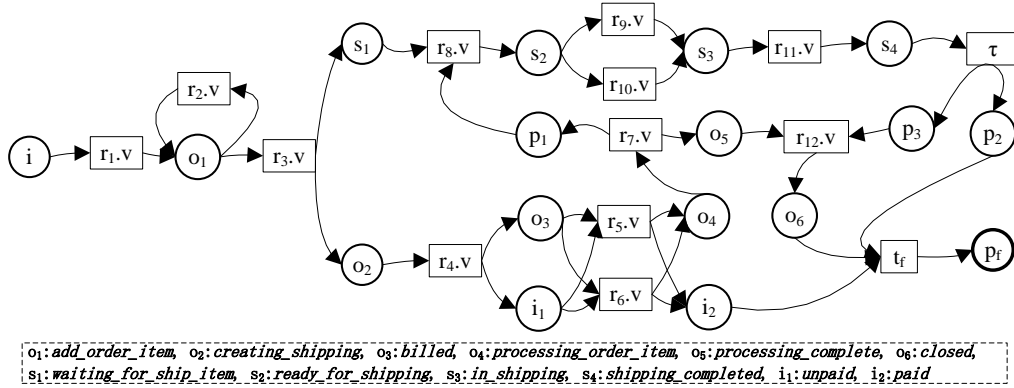 s₁ r₈.v s₂ r₉.v s₃ r₁₁.v s₄ τ
r₁₀.v
r₂.v
i r₁.v o₁ r₃.v p₁ r₇.v o₅ r₁₂.v p₃ p₂
o₂ r₄.v o₃ r₅.v o₄ o₆
i₁ r₆.v i₂ t_f p_f
o₁:add_order_item, o₂:creating_shipping, o₃:billed, o₄:processing_order_item, o₅:processing_complete, o₆:closed,
s₁:waiting_for_ship_item, s₂:ready_for_shipping, s₃:in_shipping, s₄:shipping_completed, i₁:unpaid, i₂:paid